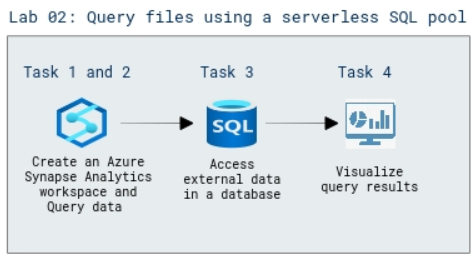 Lab 02: Query files using a serverless SQL pool
Task 1 and 2
Task 3
Task 4
SQL
Create an Azure
Synapse Analytics
workspace and
Query data
Access
external data
in a database
Visualize
query results